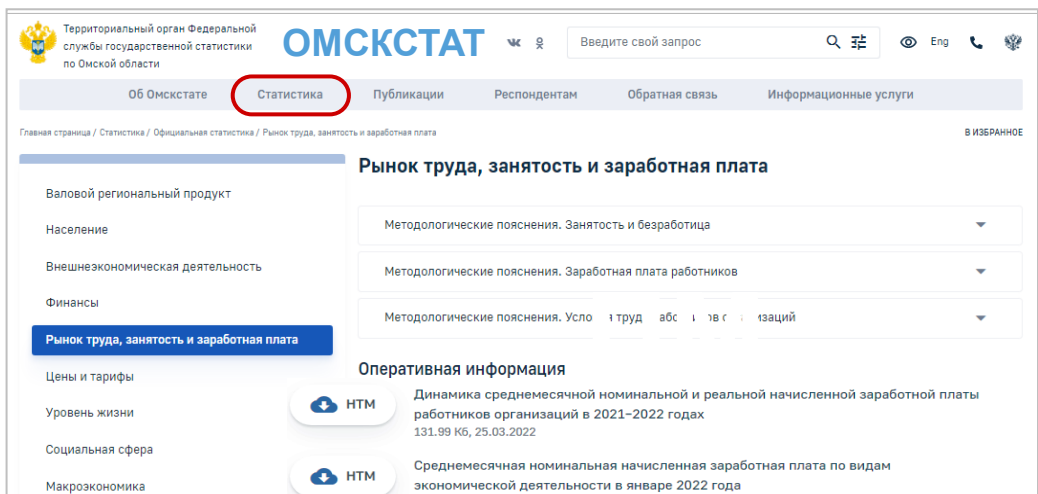 Территориальный орган Федеральной
службы государственной статистики
по Омской области
ОМСКСТАТ
Введите свой запрос
Eng
Об Омскстате Статистика Публикации Респондентам Обратная связь Информационные услуги
Главная страница / Статистика / Официальная статистика / Рынок труда, занятость и заработная плата
В ИЗБРАННОЕ
Рынок труда, занятость и заработная плата
Валовой региональный продукт
Население
Внешнеэкономическая деятельность
Финансы
Рынок труда, занятость и заработная плата
Цены и тарифы
Уровень жизни
Социальная сфера
Макроэкономика
Методологические пояснения. Занятость и безработица
Методологические пояснения. Заработная плата работников
Методологические пояснения.
Оперативная информация
HTM
Динамика среднемесячной номинальной и реальной начисленной заработной платы
работников организаций в 2021-2022 годах
131.99 Кб, 25.03.2022
HTM
Среднемесячная номинальная начисленная заработная плата по видам
экономической деятельности в январе 2022 года